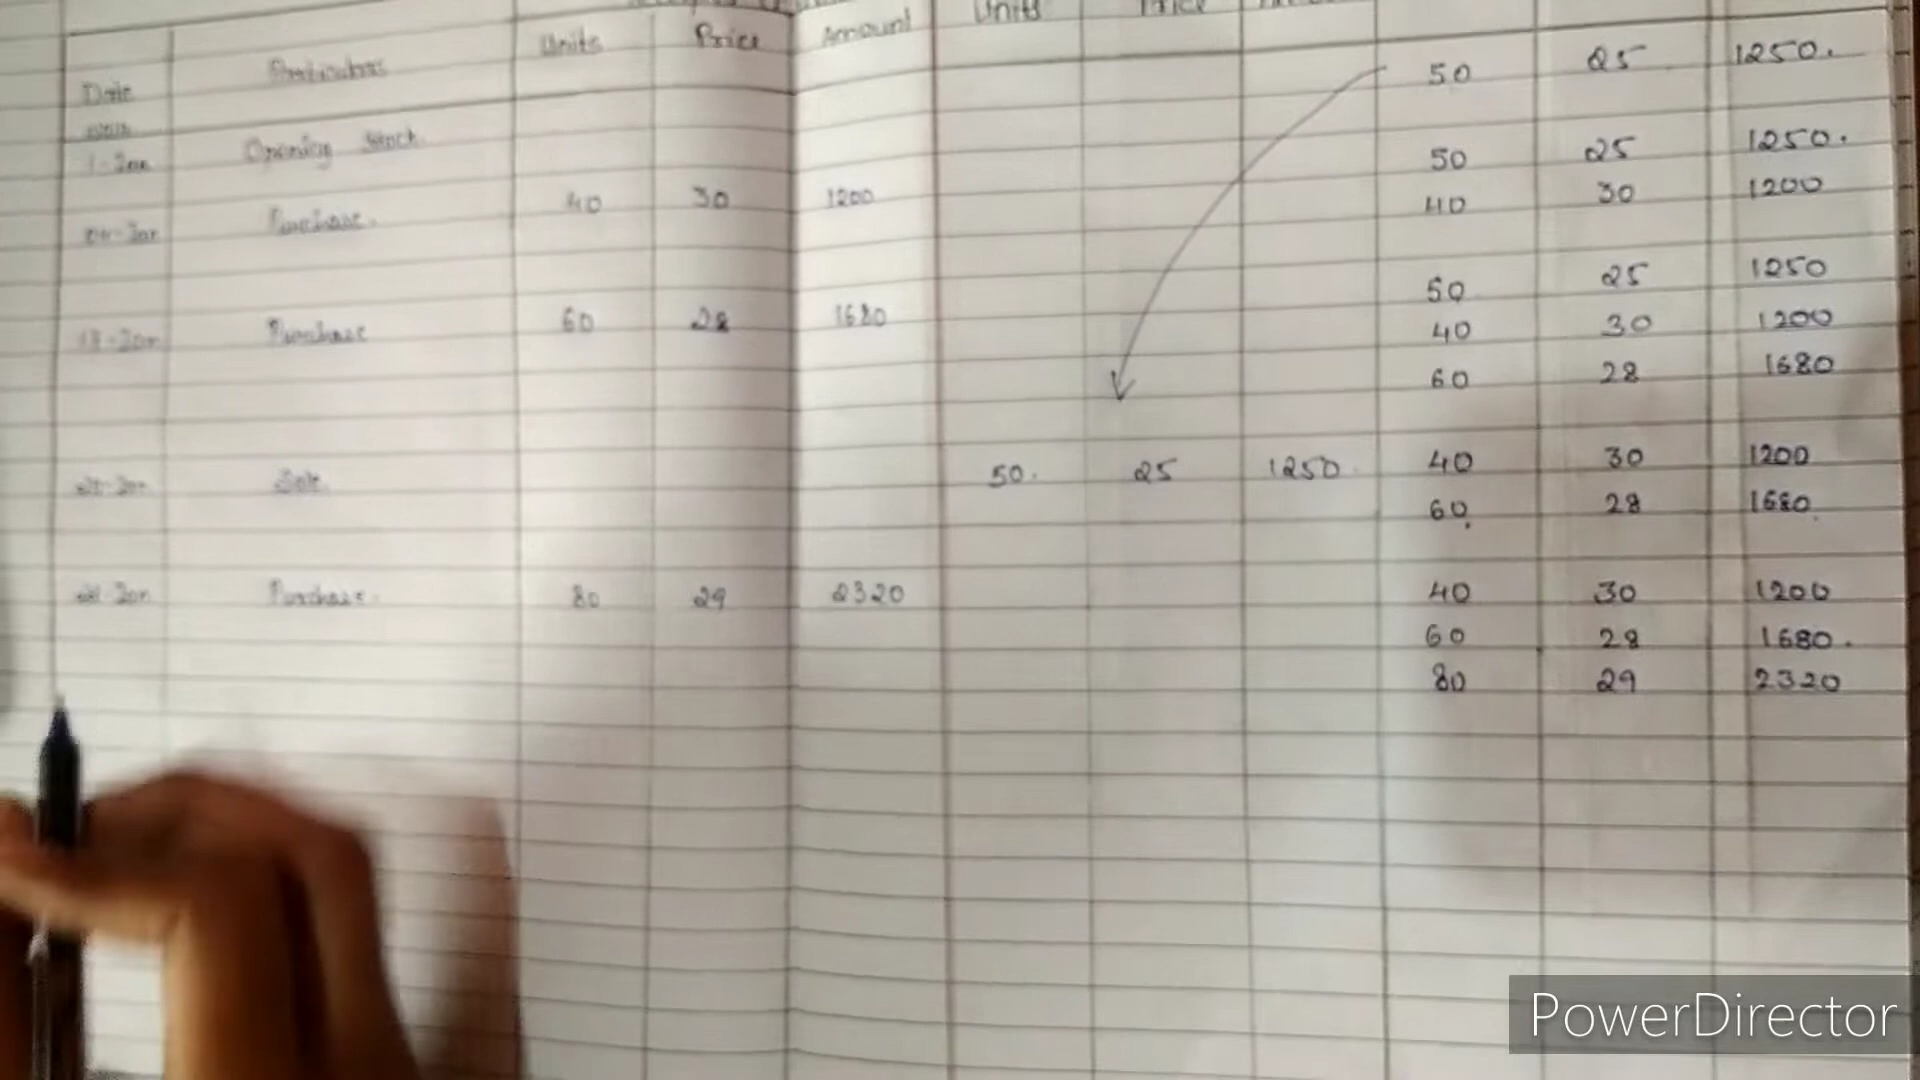 Units Price
Date Particulars Units Price Amount
50 25 1250.
1-Jan Opening Stock
50 25 1250.
Purchase. 40 30 1200 40 30 1200
50 25 1250
Purchase 60 28 1680 40 30 1200
60 28 1680
Sale 50. 25 1250 40 30 1200
60 28 1680
Purchase 80 29 2320 40 30 1200
60 28 1680.
80 29 2320
PowerDirector